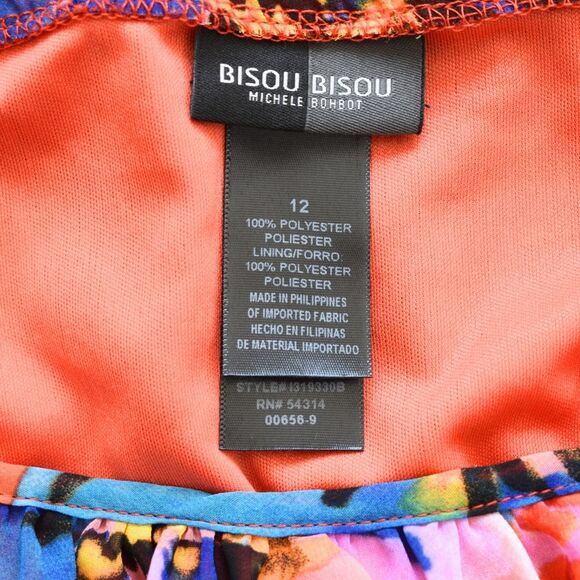 BISOU BISOU
MICHELE BOHBOT
12
100% POLYESTER
POLIESTER
LINING/FORRO:
100% POLYESTER
POLIESTER
MADE IN PHILIPPINES
OF IMPORTED FABRIC
HECHO EN FILIPINAS
DE MATERIAL IMPORTADO
STYLE# I319330B
RN# 54314
00656-9